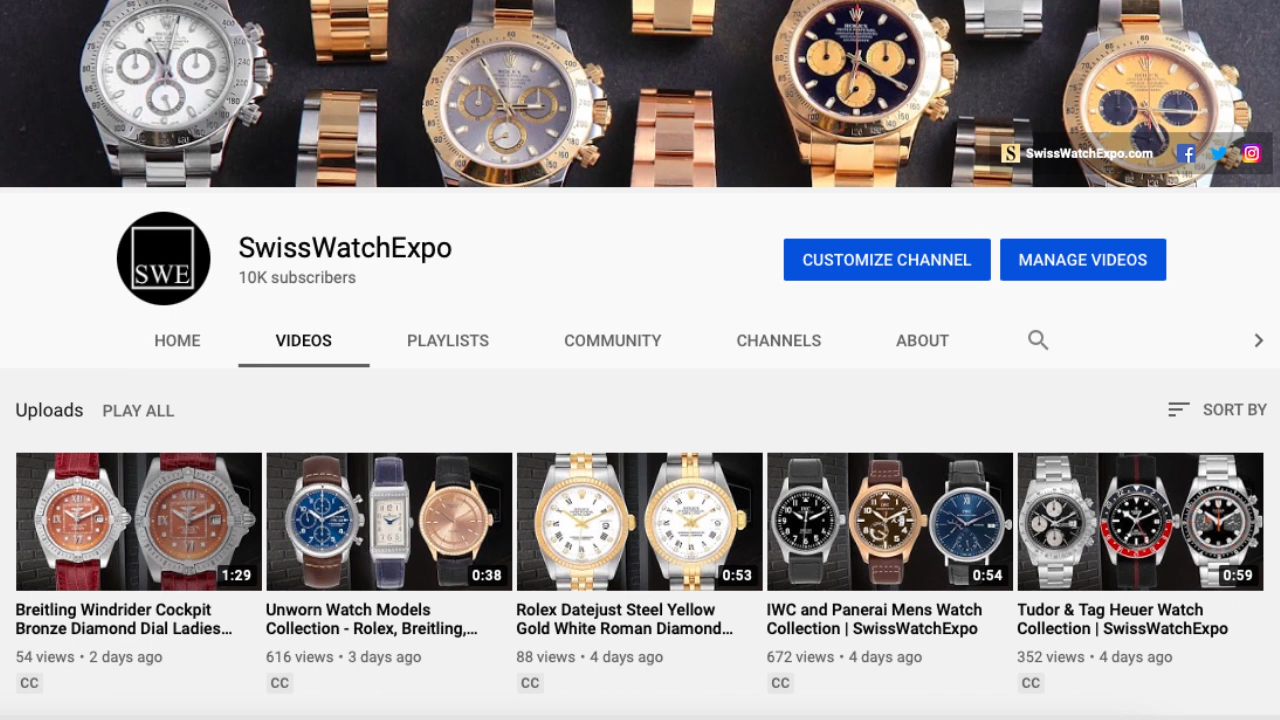 SwissWatchExpo.com
SWE
SwissWatchExpo
10K subscribers
CUSTOMIZE CHANNEL
MANAGE VIDEOS
HOME
VIDEOS
PLAYLISTS
COMMUNITY
CHANNELS
ABOUT
Uploads
PLAY ALL
SORT BY
1:29
0:38
0:53
0:54
0:59
Breitling Windrider Cockpit
Bronze Diamond Dial Ladies...
54 views • 2 days ago
CC
Unworn Watch Models
Collection - Rolex, Breitling,...
616 views • 3 days ago
CC
Rolex Datejust Steel Yellow
Gold White Roman Diamond...
88 views • 4 days ago
CC
IWC and Panerai Mens Watch
Collection | SwissWatchExpo
672 views • 4 days ago
CC
Tudor & Tag Heuer Watch
Collection | SwissWatchExpo
352 views • 4 days ago
CC